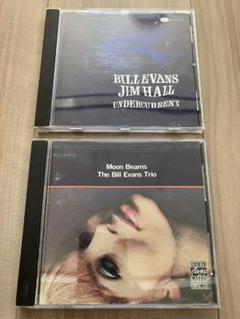 BILL EVANS
JIM HALL
UNDERCURRENT
Moon Beams
The Bill Evans Trio